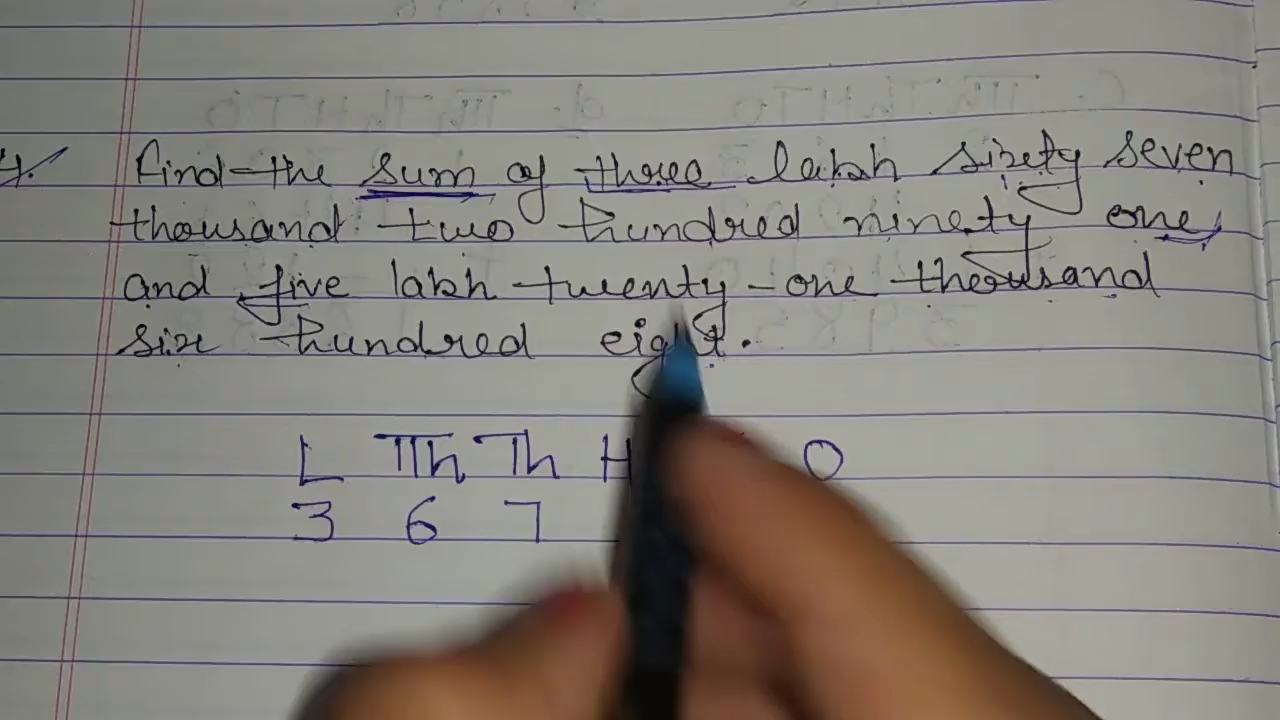 4. Find the sum of three lakh sixty seven
thousand two hundred ninety one,
and five lakh twenty-one thousand
six hundred eight.
L TTh Th H O
3 6 7